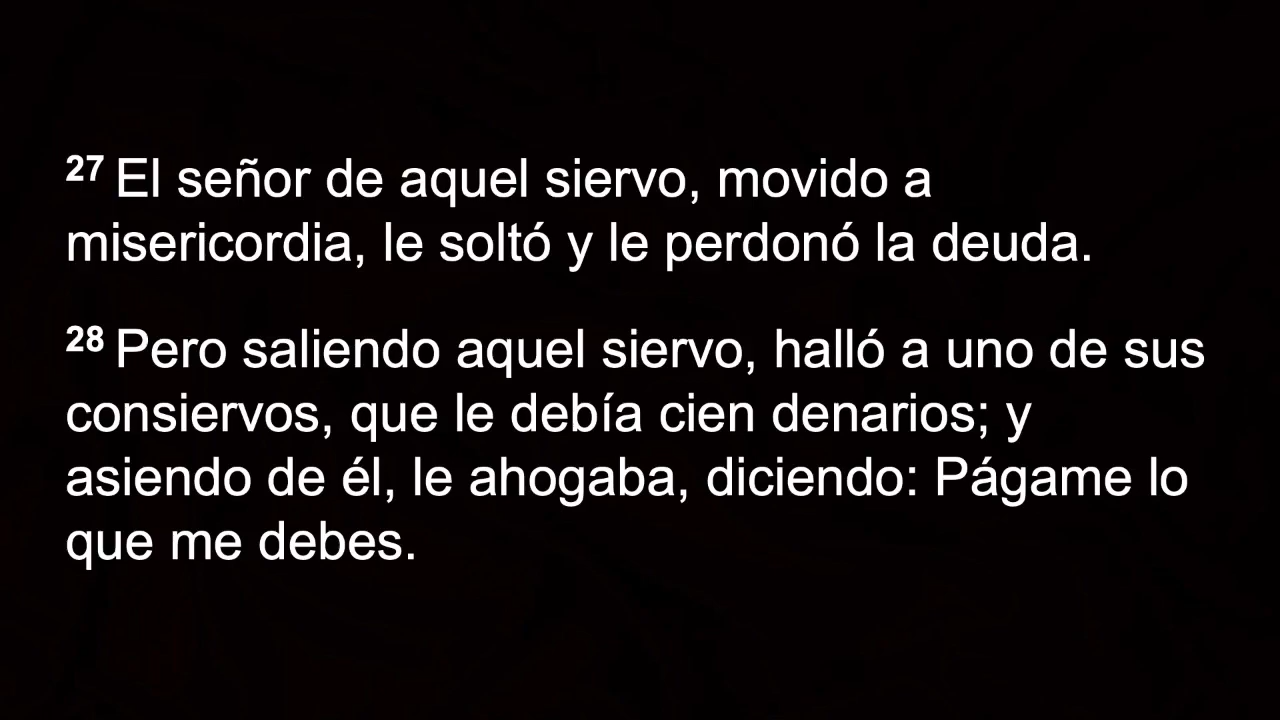 27 El señor de aquel siervo, movido a
misericordia, le soltó y le perdonó la deuda.
28 Pero saliendo aquel siervo, halló a uno de sus
consiervos, que le debía cien denarios; y
asiendo de él, le ahogaba, diciendo: Págame lo
que me debes.